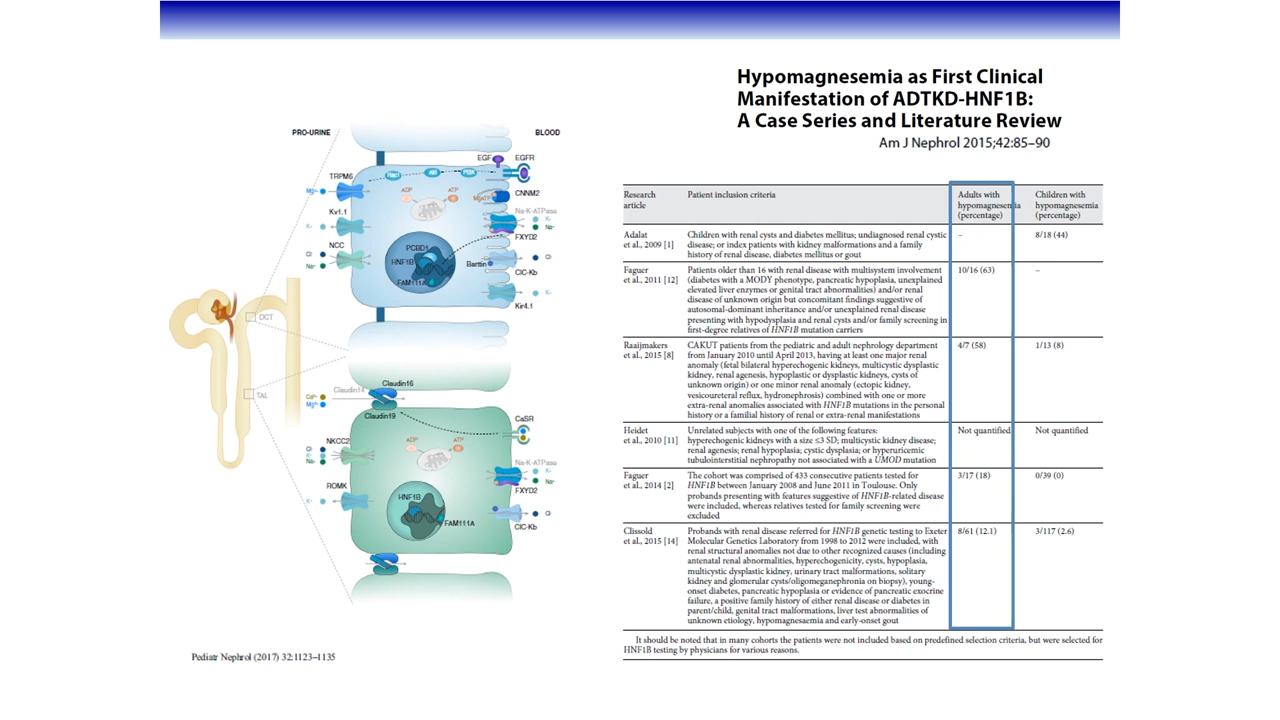 Hypomagnesemia as First Clinical
Manifestation of ADTKD-HNF1B:
A Case Series and Literature Review
Am J Nephrol 2015;42:85–90
PRO-URINE
BLOOD
EGF
EGFR
TRPM6
CNNM2
Mg²⁺
ADP
ATP
MgATP
Na-K-ATPase
Kv1.1
K⁺
K⁺
Na⁺
FXYD2
NCC
PCBD1
HNF1B
Barttin
Cl⁻
Na⁺
Cl⁻
FAM111A
ClC-Kb
K⁺
Kir4.1
DCT
TAL
Claudin16
Claudin14
Ca²⁺
Mg²⁺
Claudin19
CaSR
NKCC2
ADP
ATP
Cl⁻
K⁺
Na⁺
Na-K-ATPase
K⁺
Na⁺
ROMK
K⁺
HNF1B
FXYD2
Cl⁻
FAM111A
ClC-Kb
Pediatr Nephrol (2017) 32:1123–1135
Research article
Patient inclusion criteria
Adults with hypomagnesemia (percentage)
Children with hypomagnesemia (percentage)
Adalat et al., 2009 [1]
Children with renal cysts and diabetes mellitus; undiagnosed renal cystic
disease; or index patients with kidney malformations and a family
history of renal disease, diabetes mellitus or gout
–
8/18 (44)
Faguer et al., 2011 [12]
Patients older than 16 with renal disease with multisystem involvement
(diabetes with a MODY phenotype, pancreatic hypoplasia, unexplained
elevated liver enzymes or genital tract abnormalities) and/or renal
disease of unknown origin but concomitant findings suggestive of
autosomal-dominant inheritance and/or unexplained renal disease
presenting with hypodysplasia and renal cysts and/or family screening in
first-degree relatives of HNF1B mutation carriers
10/16 (63)
–
Raaijmakers et al., 2015 [8]
CAKUT patients from the pediatric and adult nephrology department
from January 2010 until April 2013, having at least one major renal
anomaly (fetal bilateral hyperechogenic kidneys, multicystic dysplastic
kidney, renal agenesis, hypoplastic or dysplastic kidneys, cysts of
unknown origin) or one minor renal anomaly (ectopic kidney,
vesicoureteral reflux, hydronephrosis) combined with one or more
extra-renal anomalies associated with HNF1B mutations in the personal
history or a familial history of renal or extra-renal manifestations
4/7 (58)
1/13 (8)
Heidet et al., 2010 [11]
Unrelated subjects with one of the following features:
hyperechogenic kidneys with a size ≤3 SD; multicystic kidney disease;
renal agenesis; renal hypoplasia; cystic dysplasia; or hyperuricemic
tubulointerstitial nephropathy not associated with a UMOD mutation
Not quantified
Not quantified
Faguer et al., 2014 [2]
The cohort was comprised of 433 consecutive patients tested for
HNF1B between January 2008 and June 2011 in Toulouse. Only
probands presenting with features suggestive of HNF1B-related disease
were included, whereas relatives tested for family screening were
excluded
3/17 (18)
0/39 (0)
Clissold et al., 2015 [14]
Probands with renal disease referred for HNF1B genetic testing to Exeter
Molecular Genetics Laboratory from 1998 to 2012 were included, with
renal structural anomalies not due to other recognized causes (including
antenatal renal abnormalities, hyperechogenicity, cysts, hypoplasia,
multicystic dysplastic kidney, urinary tract malformations, solitary
kidney and glomerular cysts/oligomeganephronia on biopsy), young-
onset diabetes, pancreatic hypoplasia or evidence of pancreatic exocrine
failure, a positive family history of either renal disease or diabetes in
parent/child, genital tract malformations, liver test abnormalities of
unknown etiology, hypomagnesaemia and early-onset gout
8/61 (12.1)
3/117 (2.6)
It should be noted that in many cohorts the patients were not included based on predefined selection criteria, but were selected for
HNF1B testing by physicians for various reasons.